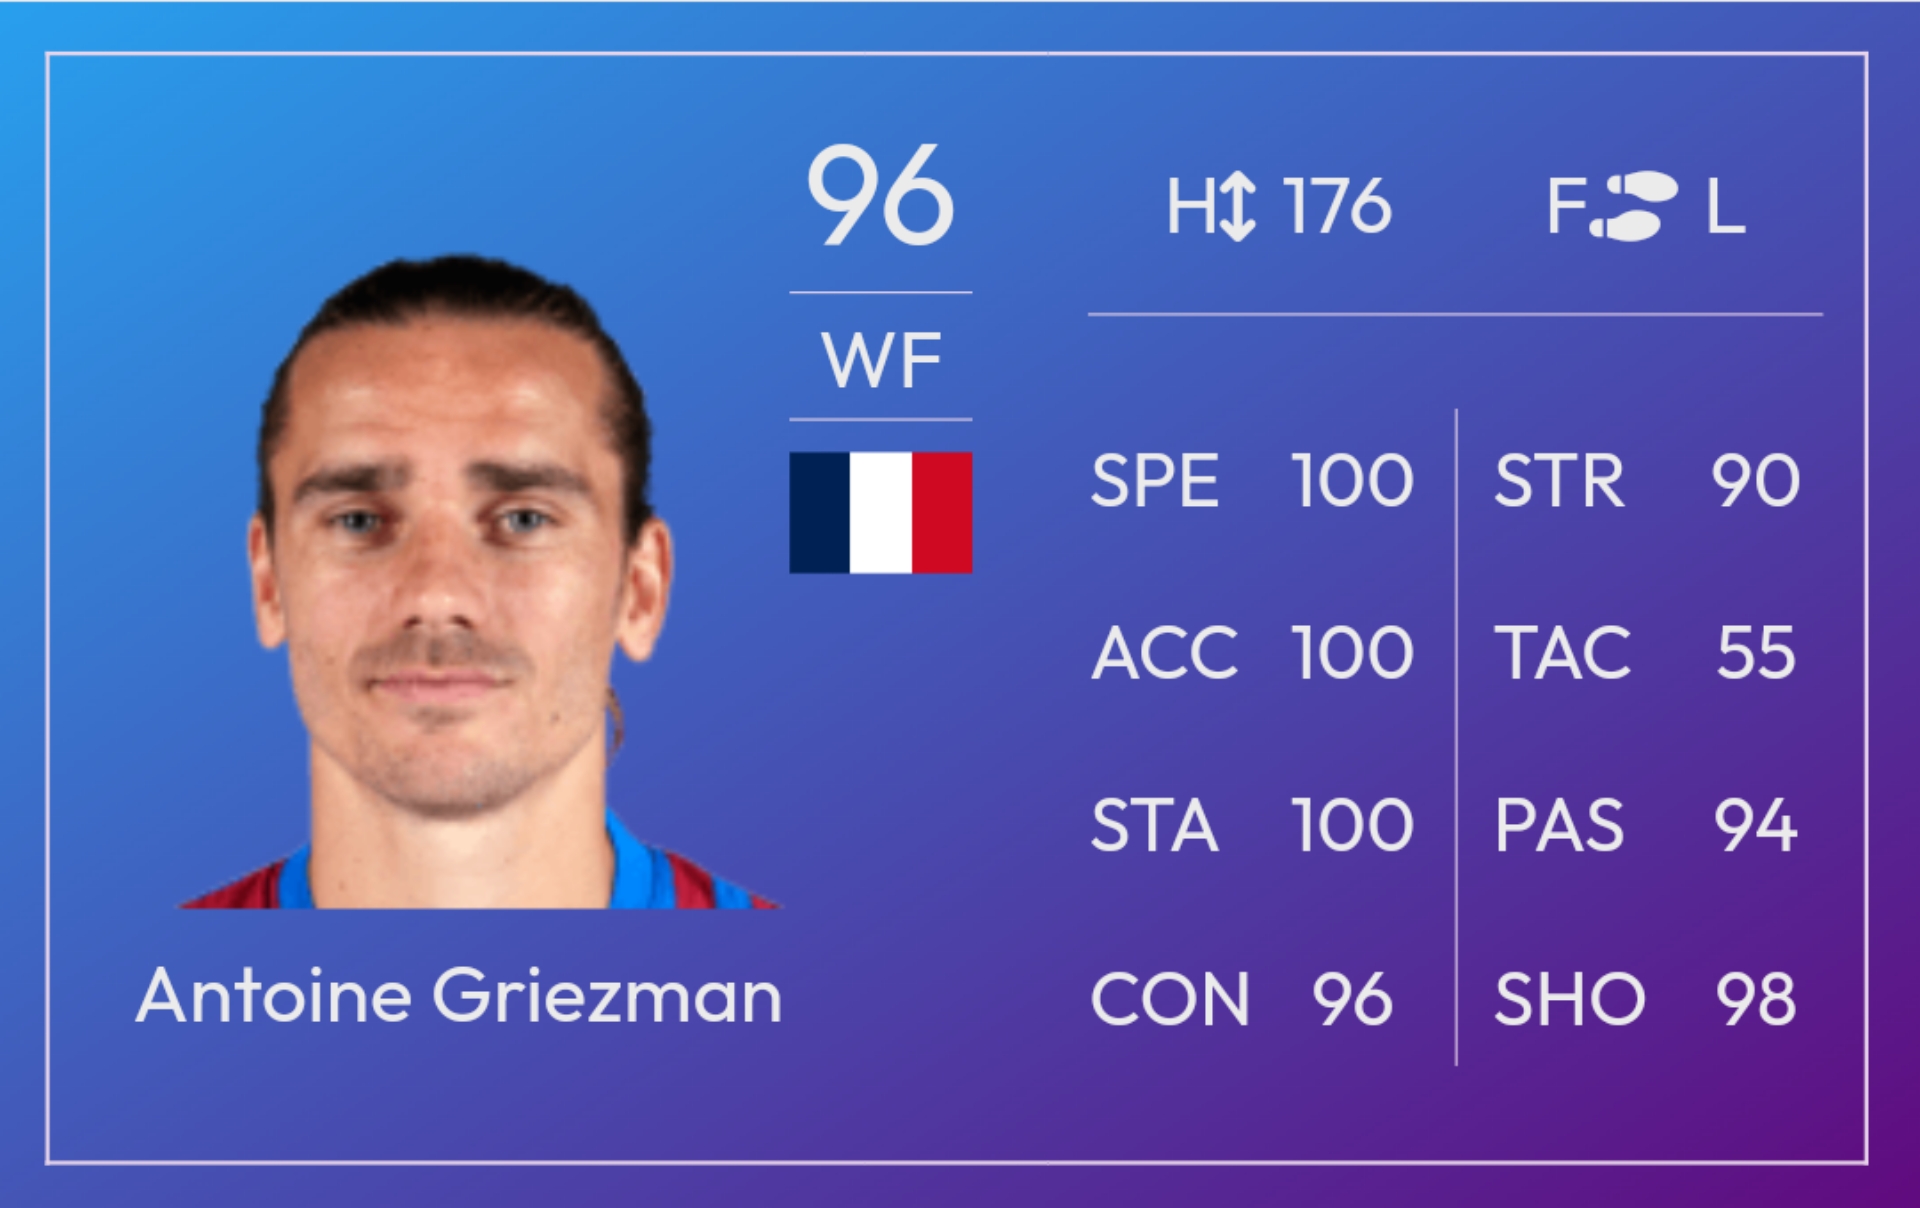 96
WF
Antoine Griezman
H 176 F L
SPE 100 STR 90
ACC 100 TAC 55
STA 100 PAS 94
CON 96 SHO 98